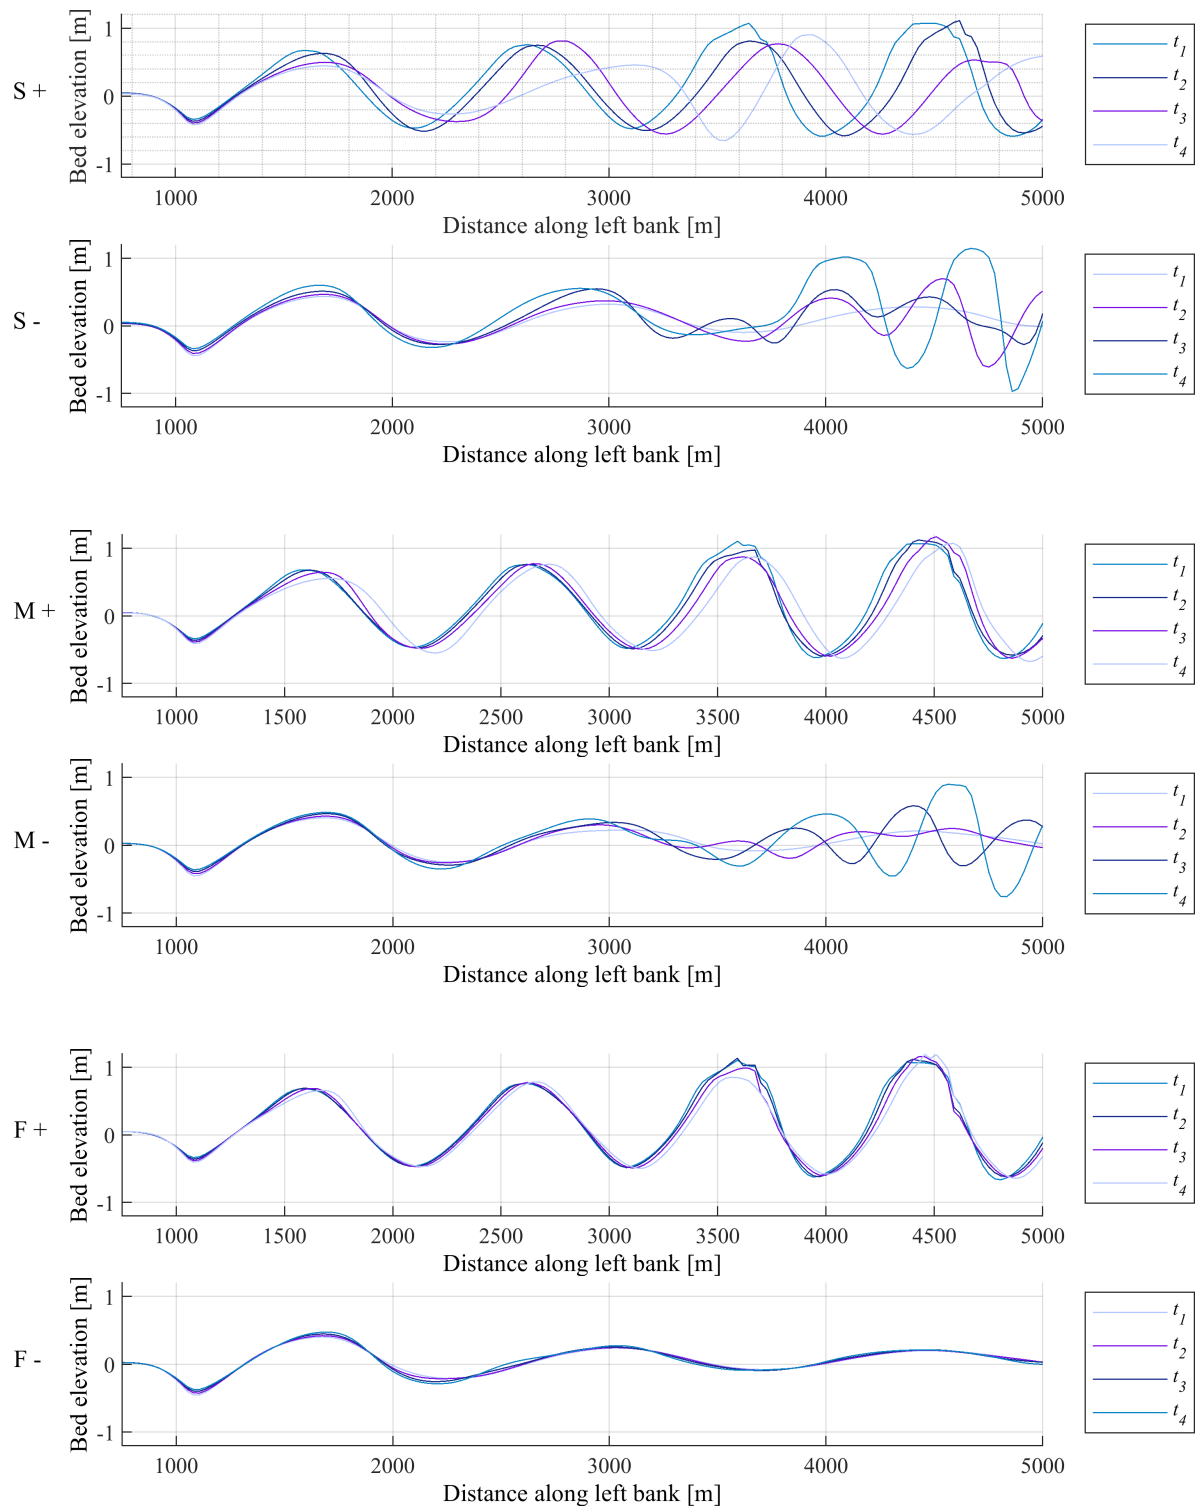 S +
Bed elevation [m]
1
0
-1
1000 2000 3000 4000 5000
Distance along left bank [m]
t1
t2
t3
t4
S -
Bed elevation [m]
1
0
-1
1000 2000 3000 4000 5000
Distance along left bank [m]
t1
t2
t3
t4
M +
Bed elevation [m]
1
0
-1
1000 1500 2000 2500 3000 3500 4000 4500 5000
Distance along left bank [m]
t1
t2
t3
t4
M -
Bed elevation [m]
1
0
-1
1000 2000 3000 4000 5000
Distance along left bank [m]
t1
t2
t3
t4
F +
Bed elevation [m]
1
0
-1
1000 1500 2000 2500 3000 3500 4000 4500 5000
Distance along left bank [m]
t1
t2
t3
t4
F -
Bed elevation [m]
1
0
-1
1000 2000 3000 4000 5000
Distance along left bank [m]
t1
t2
t3
t4